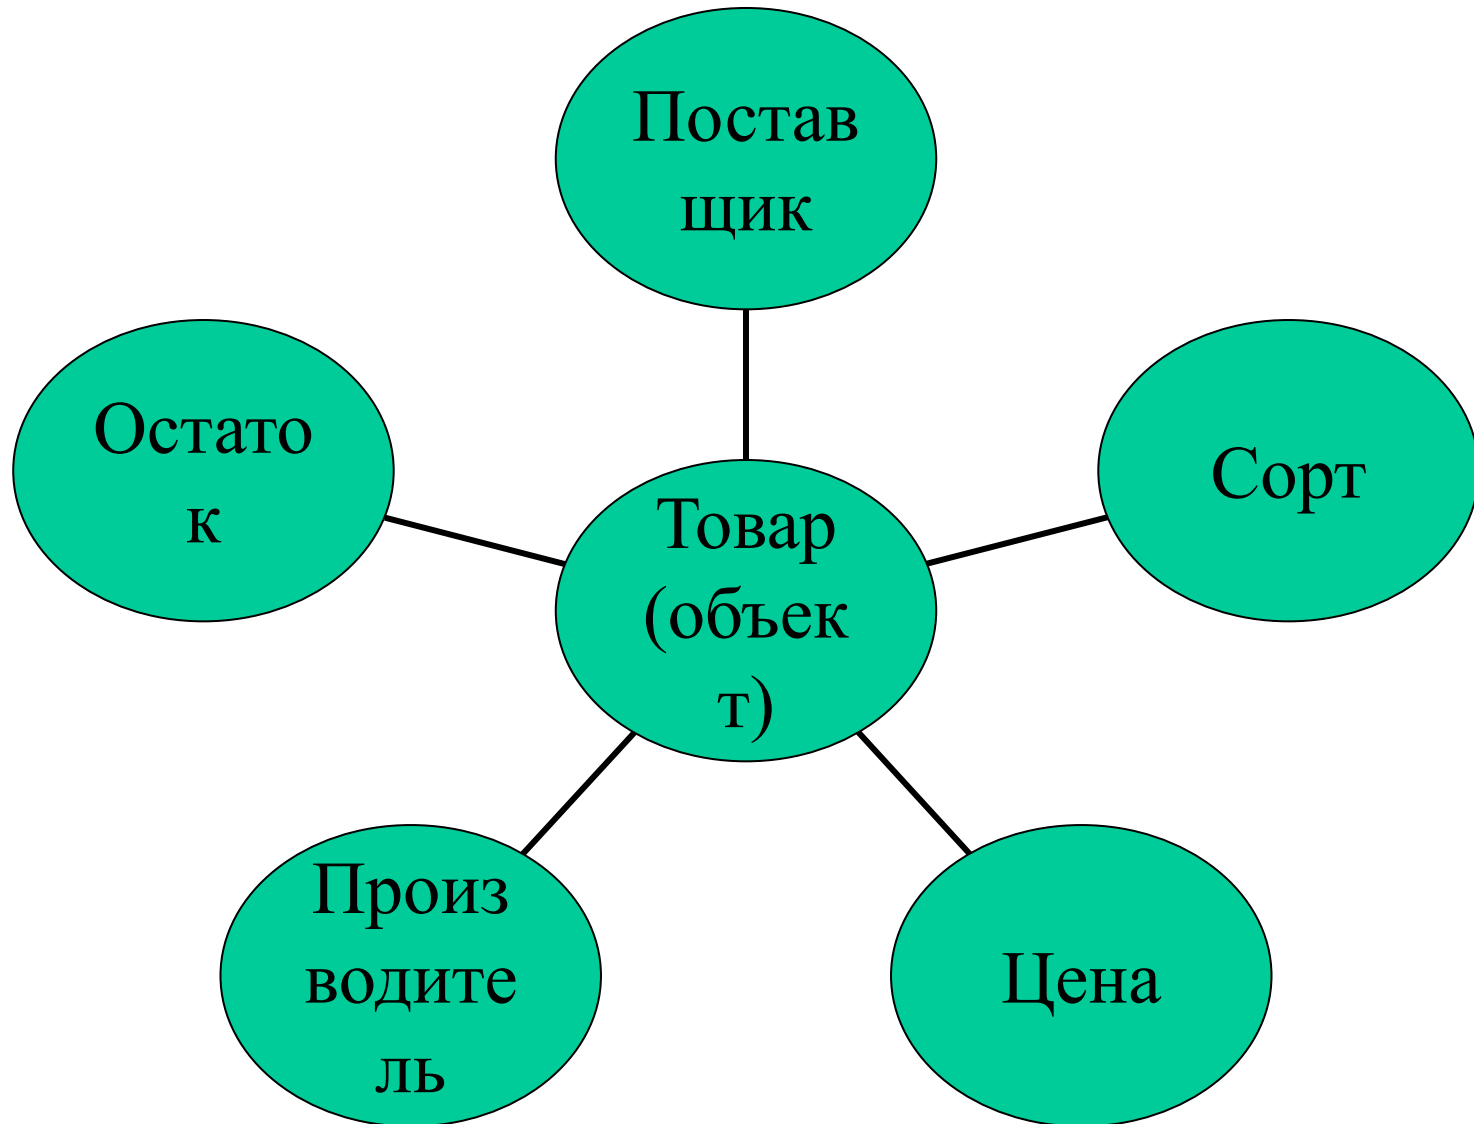 Постав
щик
Остато
к
Сорт
Товар
(объек
т)
Произ
водите
ль
Цена